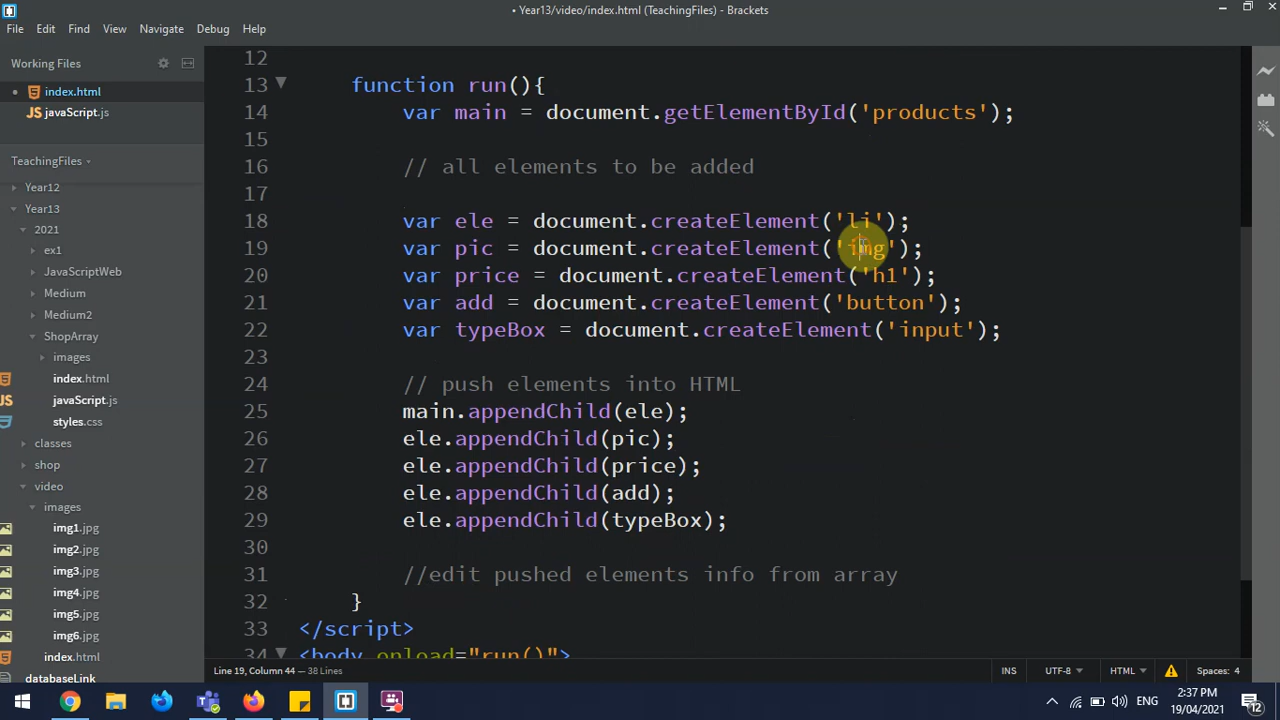 • Year13/video/index.html (TeachingFiles) - Brackets
File Edit Find View Navigate Debug Help
Working Files
index.html
javaScript.js
TeachingFiles
Year12
Year13
2021
ex1
JavaScriptWeb
Medium
Medium2
ShopArray
images
index.html
javaScript.js
styles.css
classes
shop
video
images
img1.jpg
img2.jpg
img3.jpg
img4.jpg
img5.jpg
img6.jpg
index.html
databaseLink
12
13 function run(){
14 var main = document.getElementById('products');
15
16 // all elements to be added
17
18 var ele = document.createElement('li');
19 var pic = document.createElement('img');
20 var price = document.createElement('h1');
21 var add = document.createElement('button');
22 var typeBox = document.createElement('input');
23
24 // push elements into HTML
25 main.appendChild(ele);
26 ele.appendChild(pic);
27 ele.appendChild(price);
28 ele.appendChild(add);
29 ele.appendChild(typeBox);
30
31 //edit pushed elements info from array
32 }
33 </script>
34 <body onload="run()">
Line 19, Column 44 — 38 Lines
INS UTF-8 HTML Spaces: 4
ENG 2:37 PM
19/04/2021
12